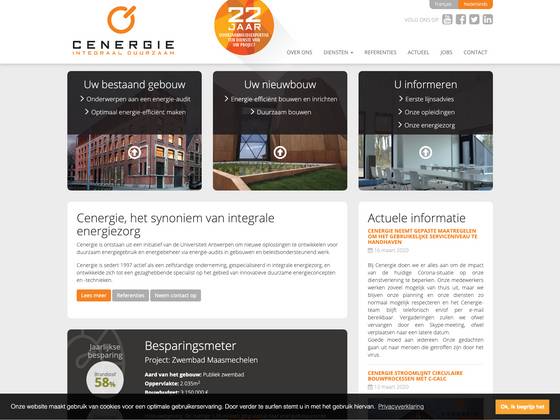 français
Nederlands
VOLG ONS OP
CENERGIE
INTEGRAAL DUURZAAM
22
JAAR
TEN DIENSTE VAN
UW PROJECT
OVER ONS
DIENSTEN
REFERENTIES
ACTUEEL
JOBS
CONTACT
Uw bestaand gebouw
Onderwerpen aan een energie-audit
Optimaal energie-efficiënt maken
Uw nieuwbouw
Energie-efficiënt bouwen en inrichten
Duurzaam bouwen
U informeren
Eerste lijnsadvies
Onze opleidingen
Onze energiezorg
Cenergie, het synoniem van integrale
energiezorg
Cenergie is ontstaan uit een initiatief van de Universiteit Antwerpen om nieuwe oplossingen te ontwikkelen voor
duurzaam energiegebruik en energiebeheer via energie-audits in gebouwen en beleidsondersteunend werk.
Cenergie is sedert 1997 actief als een zelfstandige onderneming, gespecialiseerd in integrale energiezorg, en
ontwikkelde zich tot een gezaghebbende specialist op het gebied van innovatieve duurzame energieconcepten
en -technieken.
Lees meer
Referenties
Neem contact op
Actuele informatie
CENERGIE NEEMT GEPASTE MAATREGELEN
OM HET GEBRUIKELIJKE SERVICENIVEAU TE
HANDHAVEN
16 maart 2020
Bij Cenergie doen we er alles aan om de impact
van de huidige Corona-situatie op onze
dienstverlening te beperken. Onze medewerkers
werken zoveel mogelijk van thuis uit, maar we
blijven onze planning en onze diensten zo
normaal mogelijk respecteren en het Cenergie-
team blijft telefonisch en/of per e-mail
bereikbaar. Vergaderingen zullen we ofwel
vervangen door een Skype-meeting, ofwel
verplaatsen naar een latere datum.
Goede moed aan iedereen. Onze gedachten
gaan uit naar mensen die getroffen zijn door het
virus.
CENERGIE STROOMLIJNT CIRCULAIRE
BOUWPROCESSEN MET C-CALC
12 maart 2020
Jaarlijkse
besparing
Brandstof
58%
Besparingsmeter
Project: Zwembad Maasmechelen
Aard van het gebouw: Publiek zwembad
Oppervlakte: 2.035m²
Bouwbudget: 3.150.000 €
Onze website maakt gebruik van cookies voor een optimale gebruikerservaring. Door verder te surfen stemt u in met het gebruik hiervan. Privacyverklaring
Ok, ik begrijp het